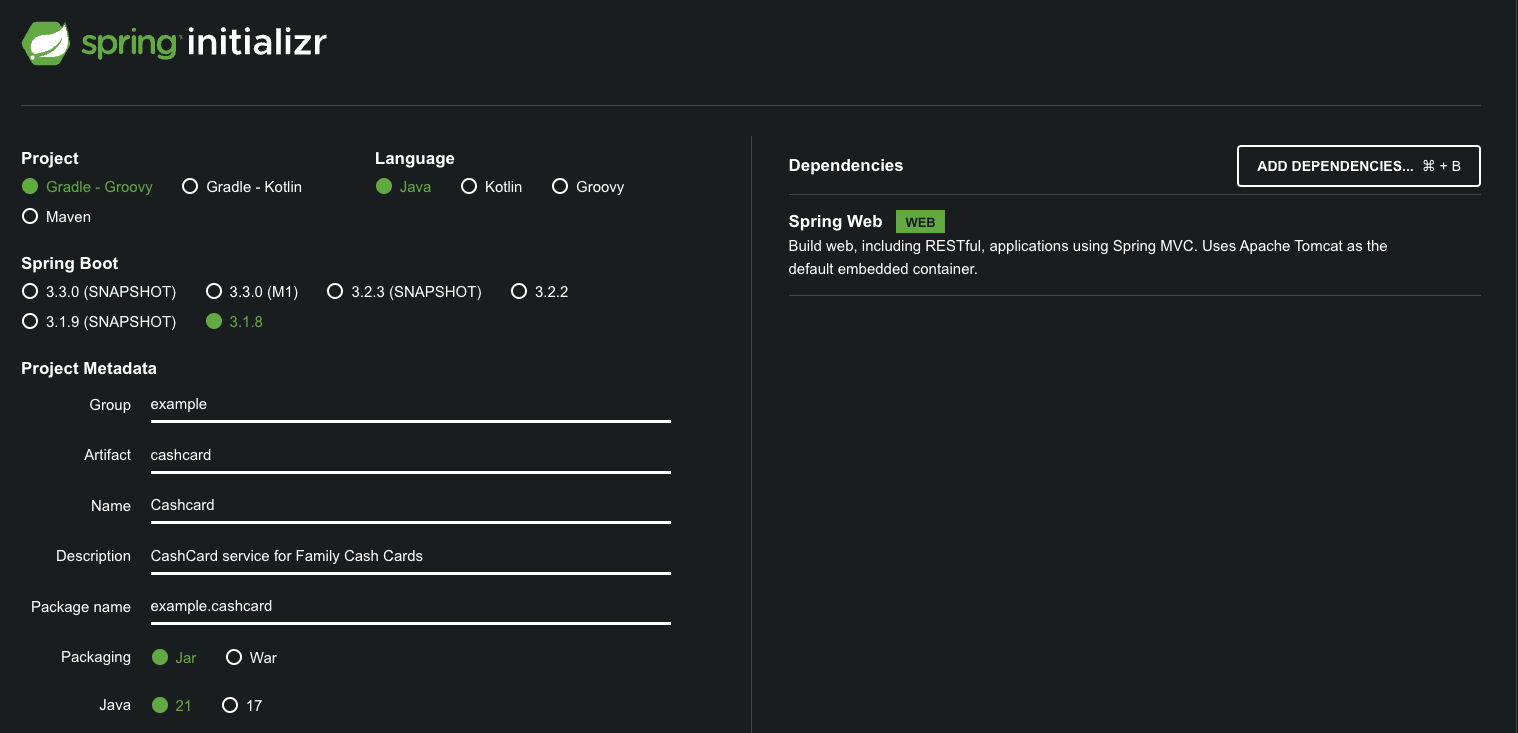 spring initializr
Project
Gradle - Groovy Gradle - Kotlin
Maven
Language
Java Kotlin Groovy
Spring Boot
3.3.0 (SNAPSHOT) 3.3.0 (M1) 3.2.3 (SNAPSHOT) 3.2.2
3.1.9 (SNAPSHOT) 3.1.8
Project Metadata
Group example
Artifact cashcard
Name Cashcard
Description CashCard service for Family Cash Cards
Package name example.cashcard
Packaging Jar War
Java 21 17
Dependencies ADD DEPENDENCIES... ⌘ + B
Spring Web WEB
Build web, including RESTful, applications using Spring MVC. Uses Apache Tomcat as the
default embedded container.